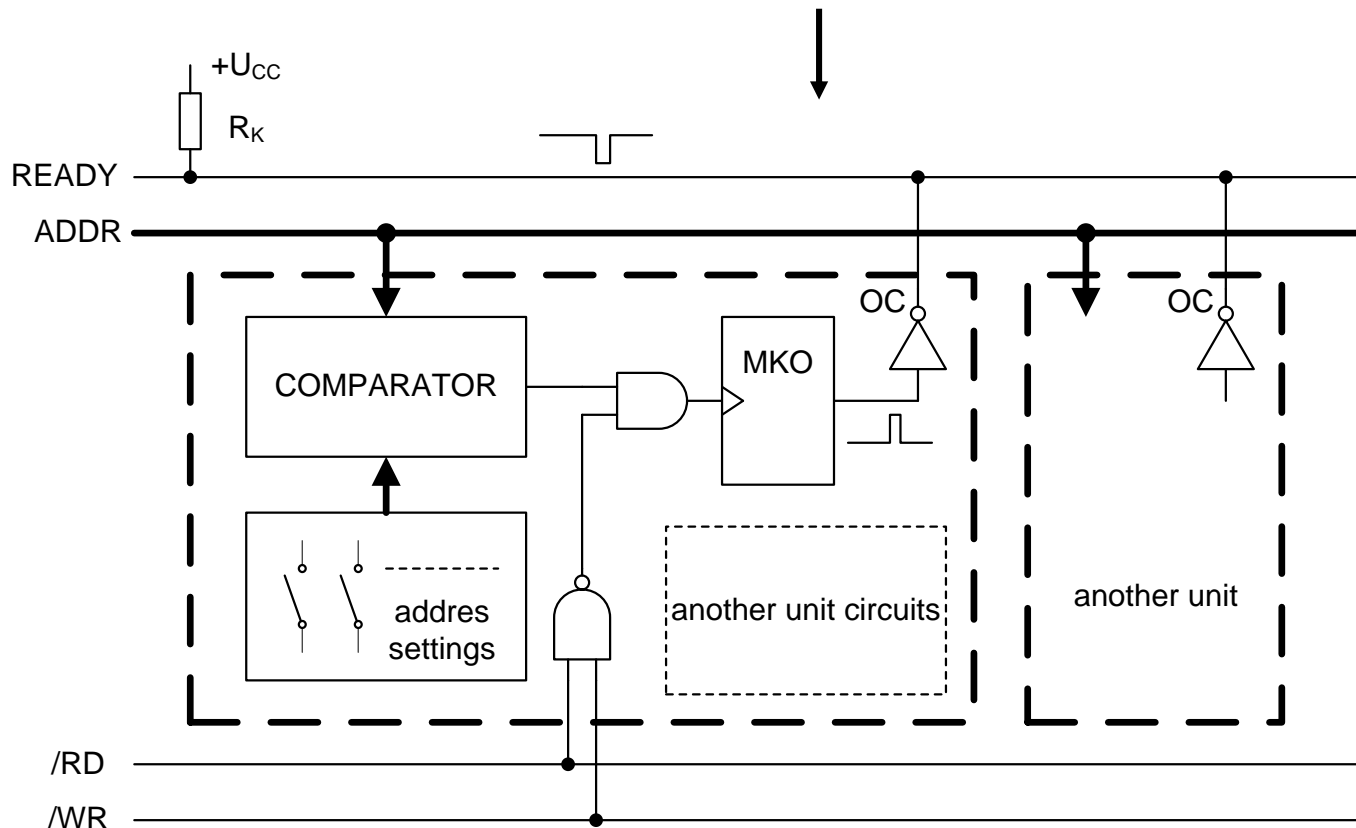 +UCC
RK
READY
ADDR
OC
OC
MKO
COMPARATOR
addres
settings
another unit circuits
another unit
/RD
/WR